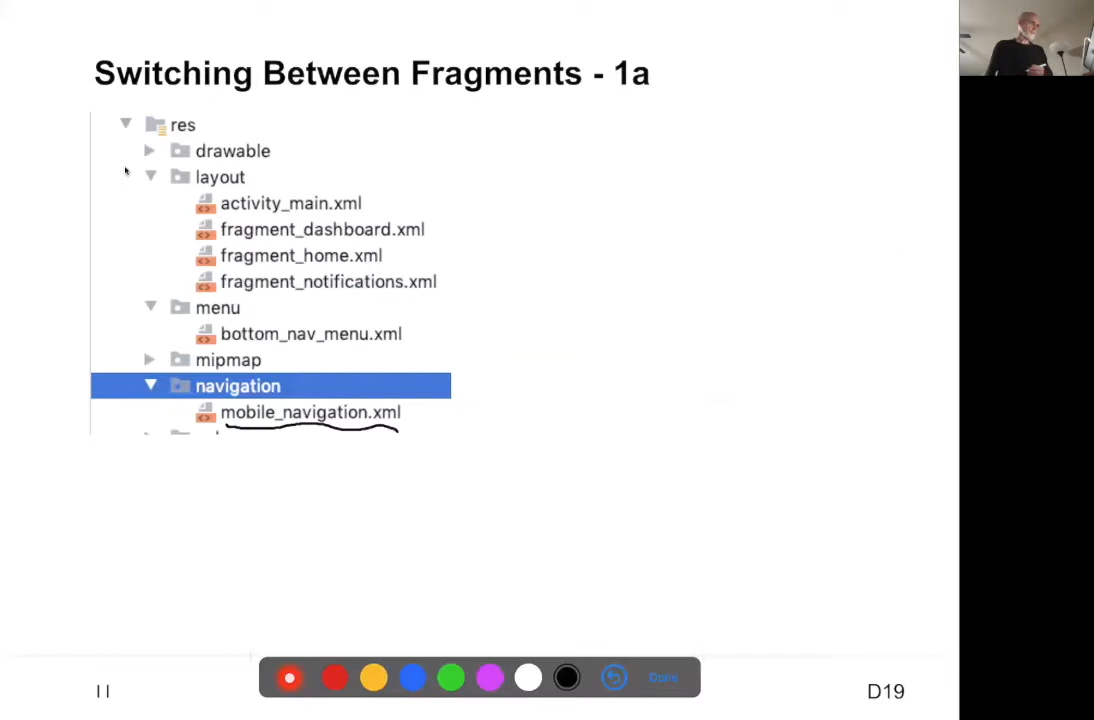 Switching Between Fragments - 1a
res
drawable
layout
activity_main.xml
fragment_dashboard.xml
fragment_home.xml
fragment_notifications.xml
menu
bottom_nav_menu.xml
mipmap
navigation
mobile_navigation.xml
Done
11
D19